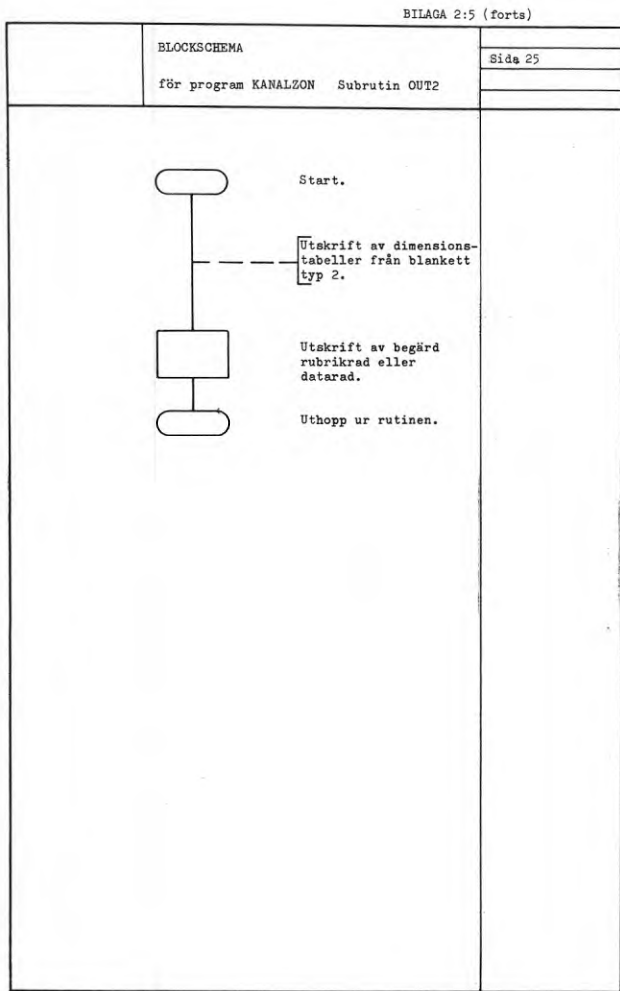 BILAGA 2:5 (forts)
BLOCKSCHEMA
Sida 25
för program KANALZON Subrutin OUT2
Start.
Utskrift av dimensions-
tabeller från blankett
typ 2.
Utskrift av begärd
rubrikrad eller
datarad.
Uthopp ur rutinen.